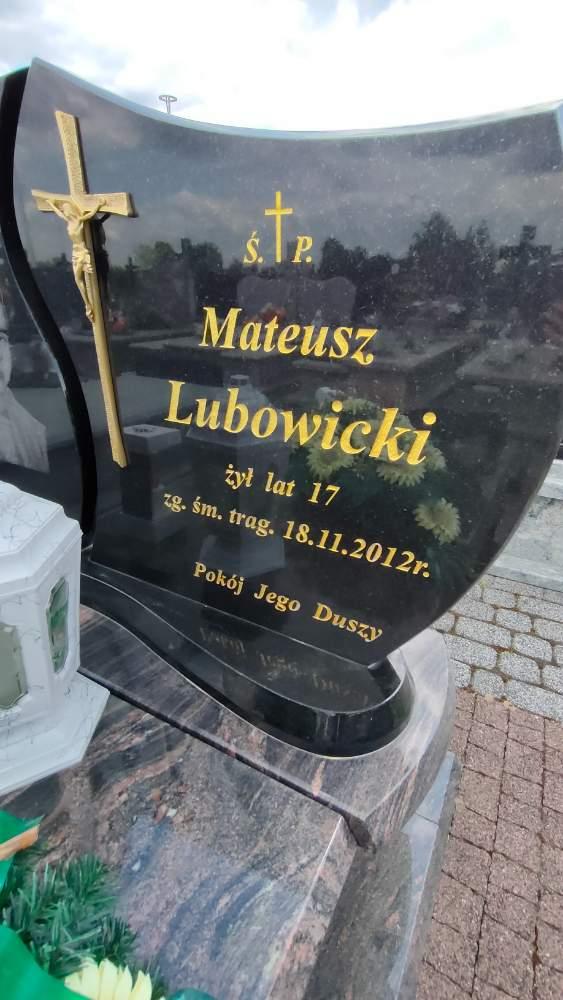 Ś. P.
Mateusz
Lubowicki
żył lat 17
zg. śm. trag. 18.11.2012r.
Pokój Jego Duszy